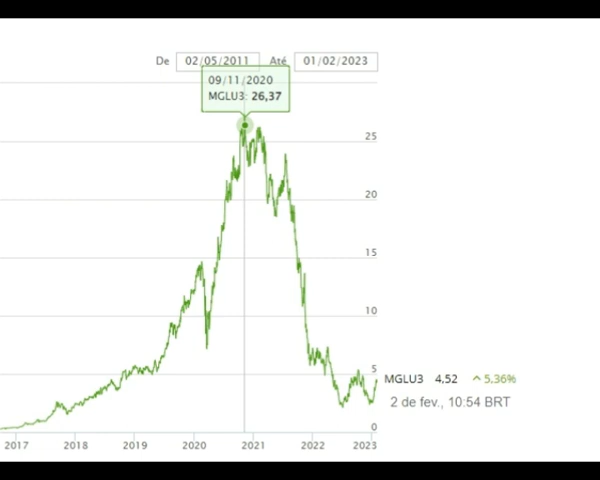 De 02/05/2011 Até 01/02/2023
09/11/2020
MGLU3: 26,37
25
20
15
10
5
MGLU3 4,52 5,36%
2 de fev., 10:54 BRT
0
2017 2018 2019 2020 2021 2022 2023